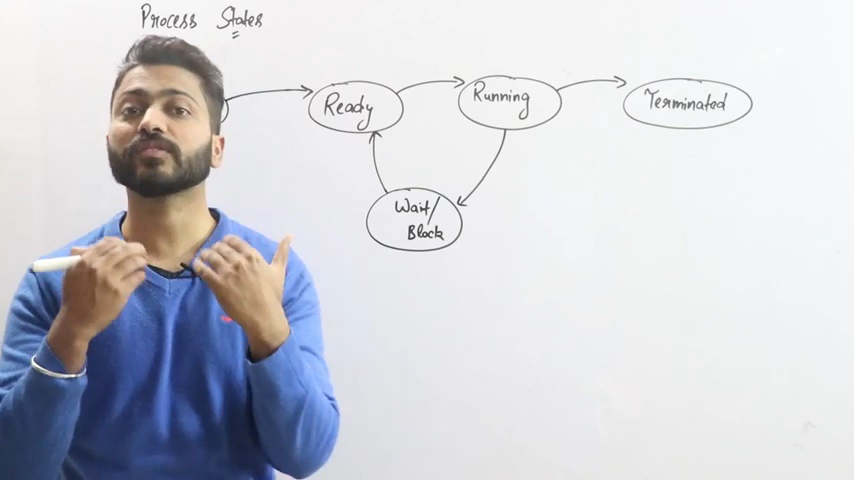 Process States
Ready
Running
Terminated
Wait/
Block